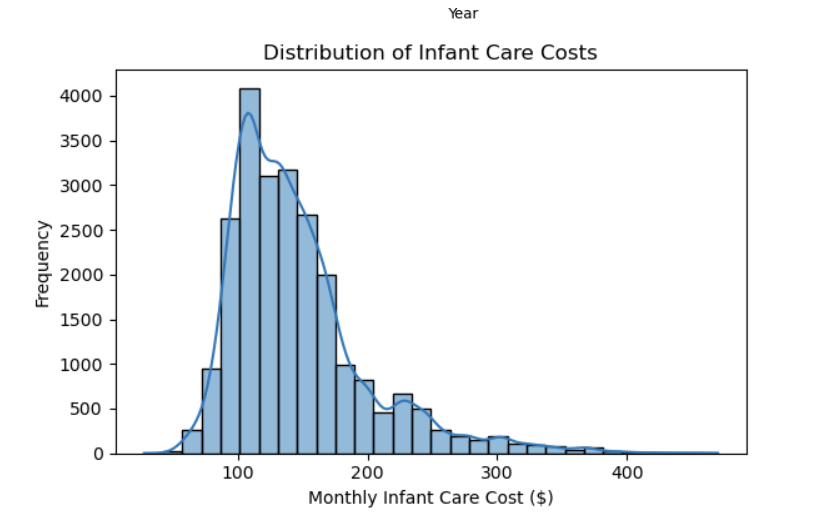 Year
Distribution of Infant Care Costs
4000
3500
3000
2500
2000
1500
1000
500
0
Frequency
100 200 300 400
Monthly Infant Care Cost ($)